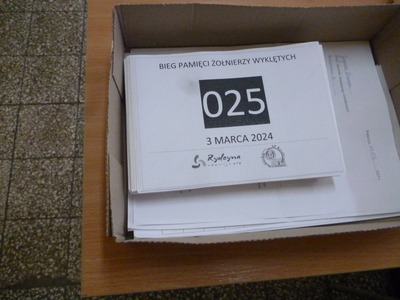 BIEG PAMIĘCI ŻOŁNIERZY WYKLĘTYCH
025
3 MARCA 2024
Rydzyna